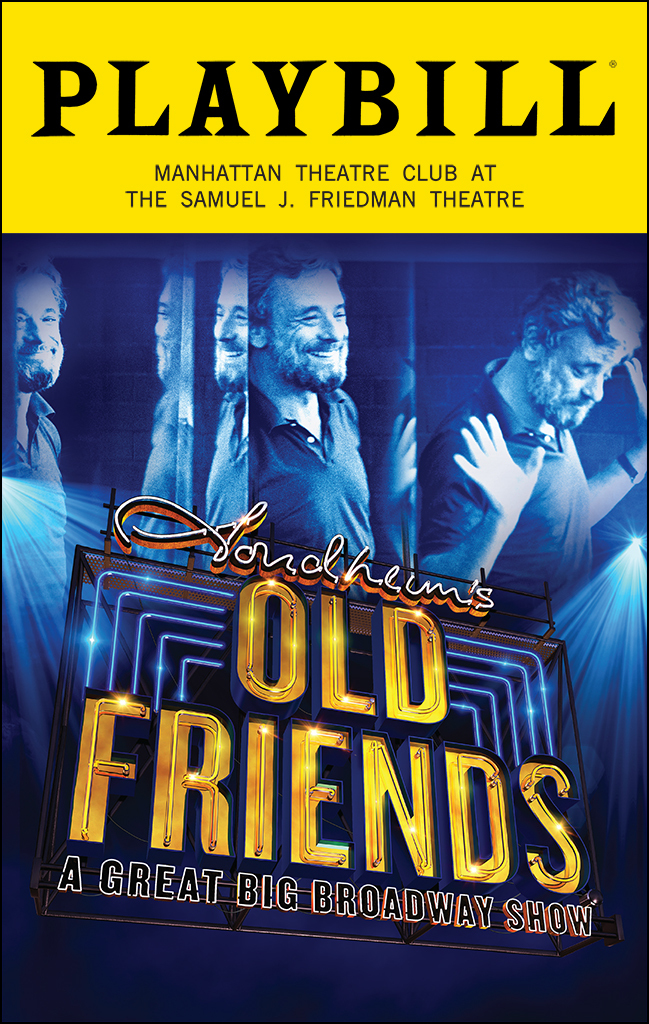 PLAYBILL®
MANHATTAN THEATRE CLUB AT
THE SAMUEL J. FRIEDMAN THEATRE
Sondheim's
OLD
FRIENDS
A GREAT BIG BROADWAY SHOW